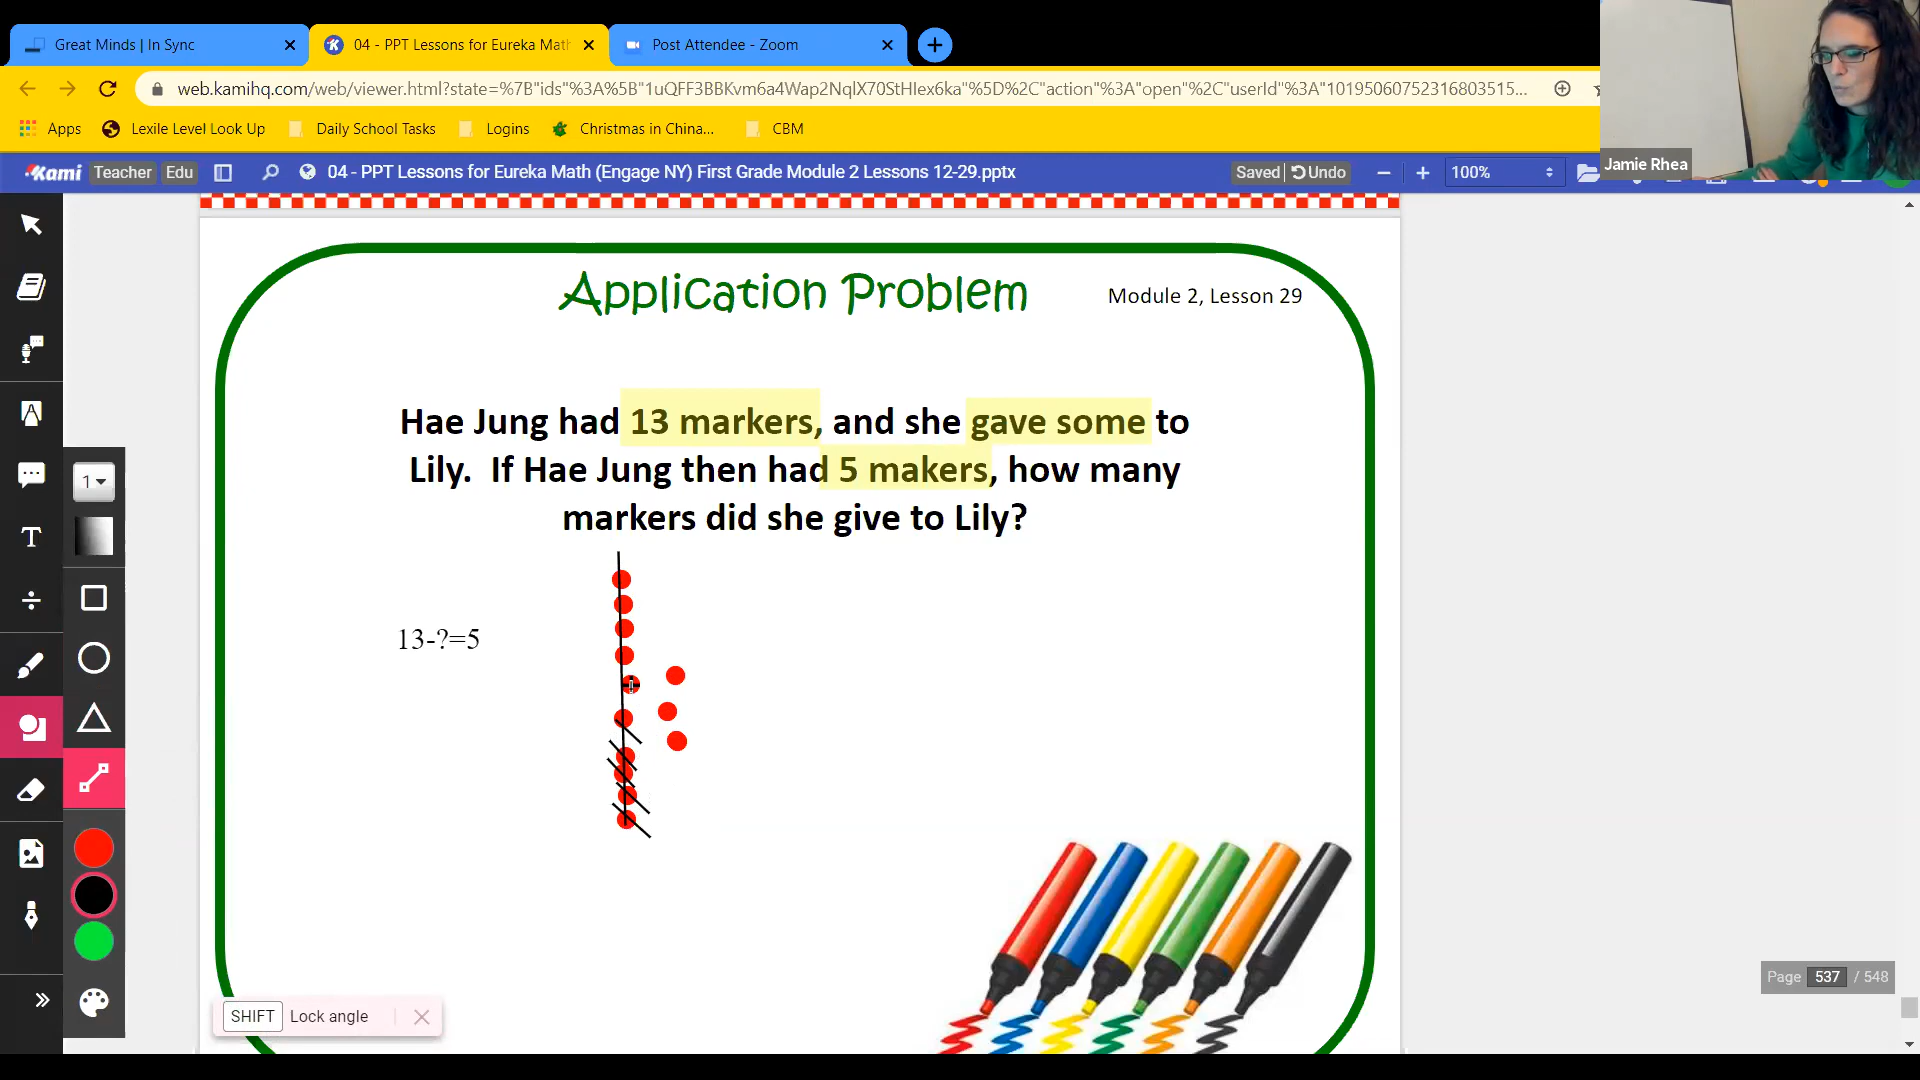 Great Minds | In Sync
04 - PPT Lessons for Eureka Math
Post Attendee - Zoom
web.kamihq.com/web/viewer.html?state=%7B"ids"%3A%5B"1uQFF3BBKvm6a4Wap2NqlX70StHIex6ka"%5D%2C"action"%3A"open"%2C"userId"%3A"10195060752316803515...
Apps
Lexile Level Look Up
Daily School Tasks
Logins
Christmas in China...
CBM
Jamie Rhea
Kami
Teacher
Edu
04 - PPT Lessons for Eureka Math (Engage NY) First Grade Module 2 Lessons 12-29.pptx
Saved
Undo
100%
Application Problem
Module 2, Lesson 29
Hae Jung had 13 markers, and she gave some to
Lily. If Hae Jung then had 5 makers, how many
markers did she give to Lily?
13-?=5
1
T
SHIFT Lock angle
Page 537 / 548